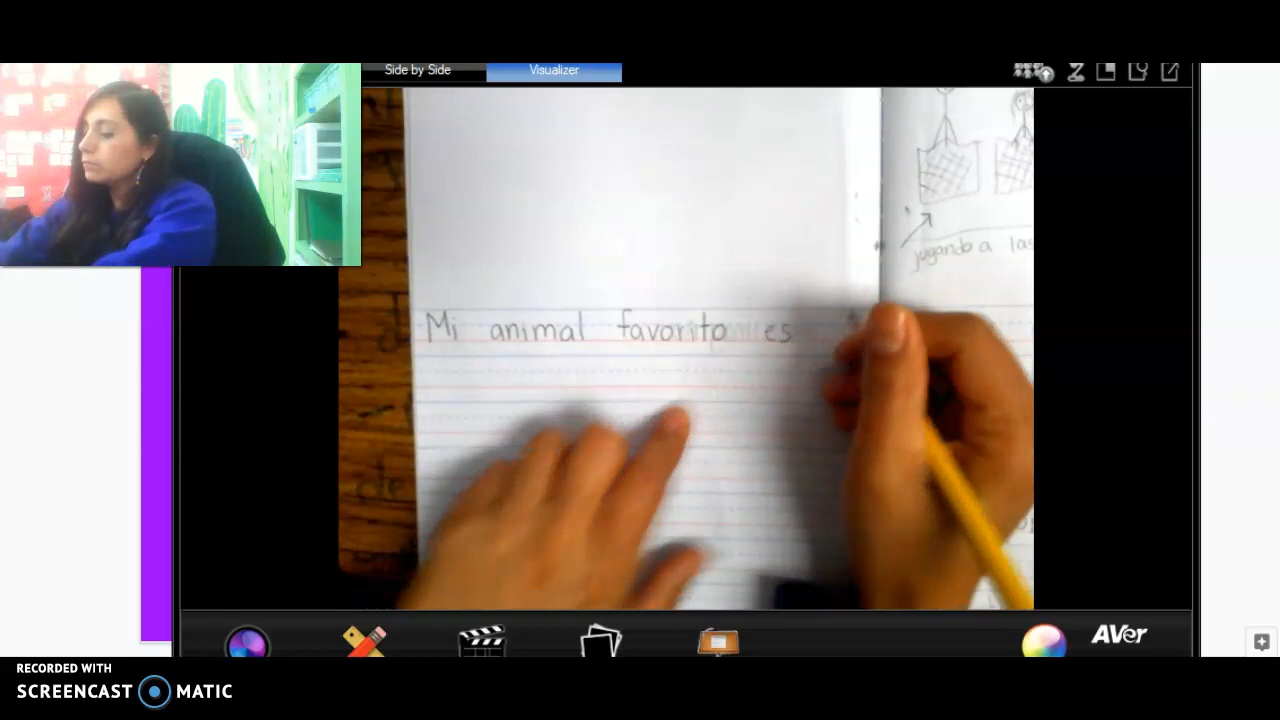 Side by Side
Visualizer
jugando a las
Mi animal favorito es
AVer
RECORDED WITH
SCREENCAST MATIC